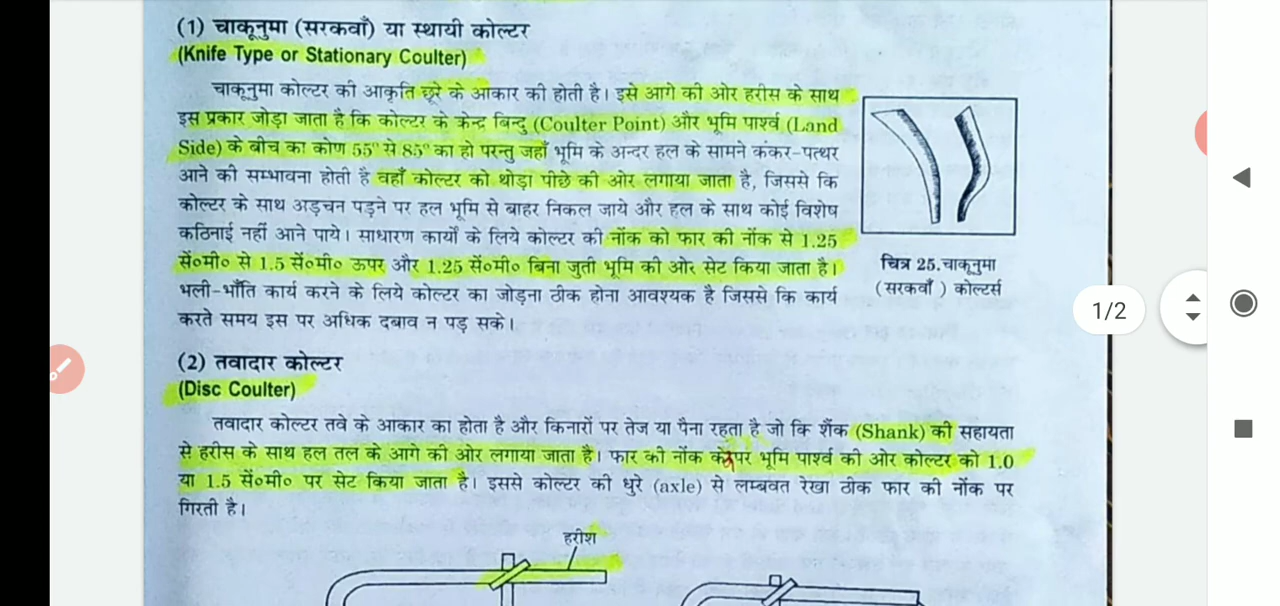 (1) चाकूनुमा (सरकवाँ) या स्थायी कोल्टर
(Knife Type or Stationary Coulter)
चाकूनुमा कोल्टर की आकृति छूरे के आकार की होती है। इसे आगे की ओर हरीस के साथ
इस प्रकार जोड़ा जाता है कि कोल्टर के केन्द्र बिन्दु (Coulter Point) और भूमि पार्श्व (Land
Side) के बीच का कोण 55° से 85° का हो परन्तु जहाँ भूमि के अन्दर हल के सामने कंकर-पत्थर
आने की सम्भावना होती है वहाँ कोल्टर को थोड़ा पीछे की ओर लगाया जाता है, जिससे कि
कोल्टर के साथ अड़चन पड़ने पर हल भूमि से बाहर निकल जाये और हल के साथ कोई विशेष
कठिनाई नहीं आने पाये। साधारण कार्यों के लिये कोल्टर की नोंक को फार की नोंक से 1.25
सें०मी० से 1.5 सें०मी० ऊपर और 1.25 सें०मी० बिना जुती भूमि की ओर सेट किया जाता है।
भली-भाँति कार्य करने के लिये कोल्टर का जोड़ना ठीक होना आवश्यक है जिससे कि कार्य
करते समय इस पर अधिक दबाव न पड़ सके।
चित्र 25.चाकूनुमा
(सरकवाँ ) कोल्टर्स
1/2
(2) तवादार कोल्टर
(Disc Coulter)
तवादार कोल्टर तवे के आकार का होता है और किनारों पर तेज या पैना रहता है जो कि शैंक (Shank) की सहायता
से हरीस के साथ हल तल के आगे की ओर लगाया जाता है। फार की नोंक के ऊपर भूमि पार्श्व की ओर कोल्टर को 1.0
या 1.5 सें०मी० पर सेट किया जाता है। इससे कोल्टर की धुरे (axle) से लम्बवत रेखा ठीक फार की नोंक पर
गिरती है।
हरीश